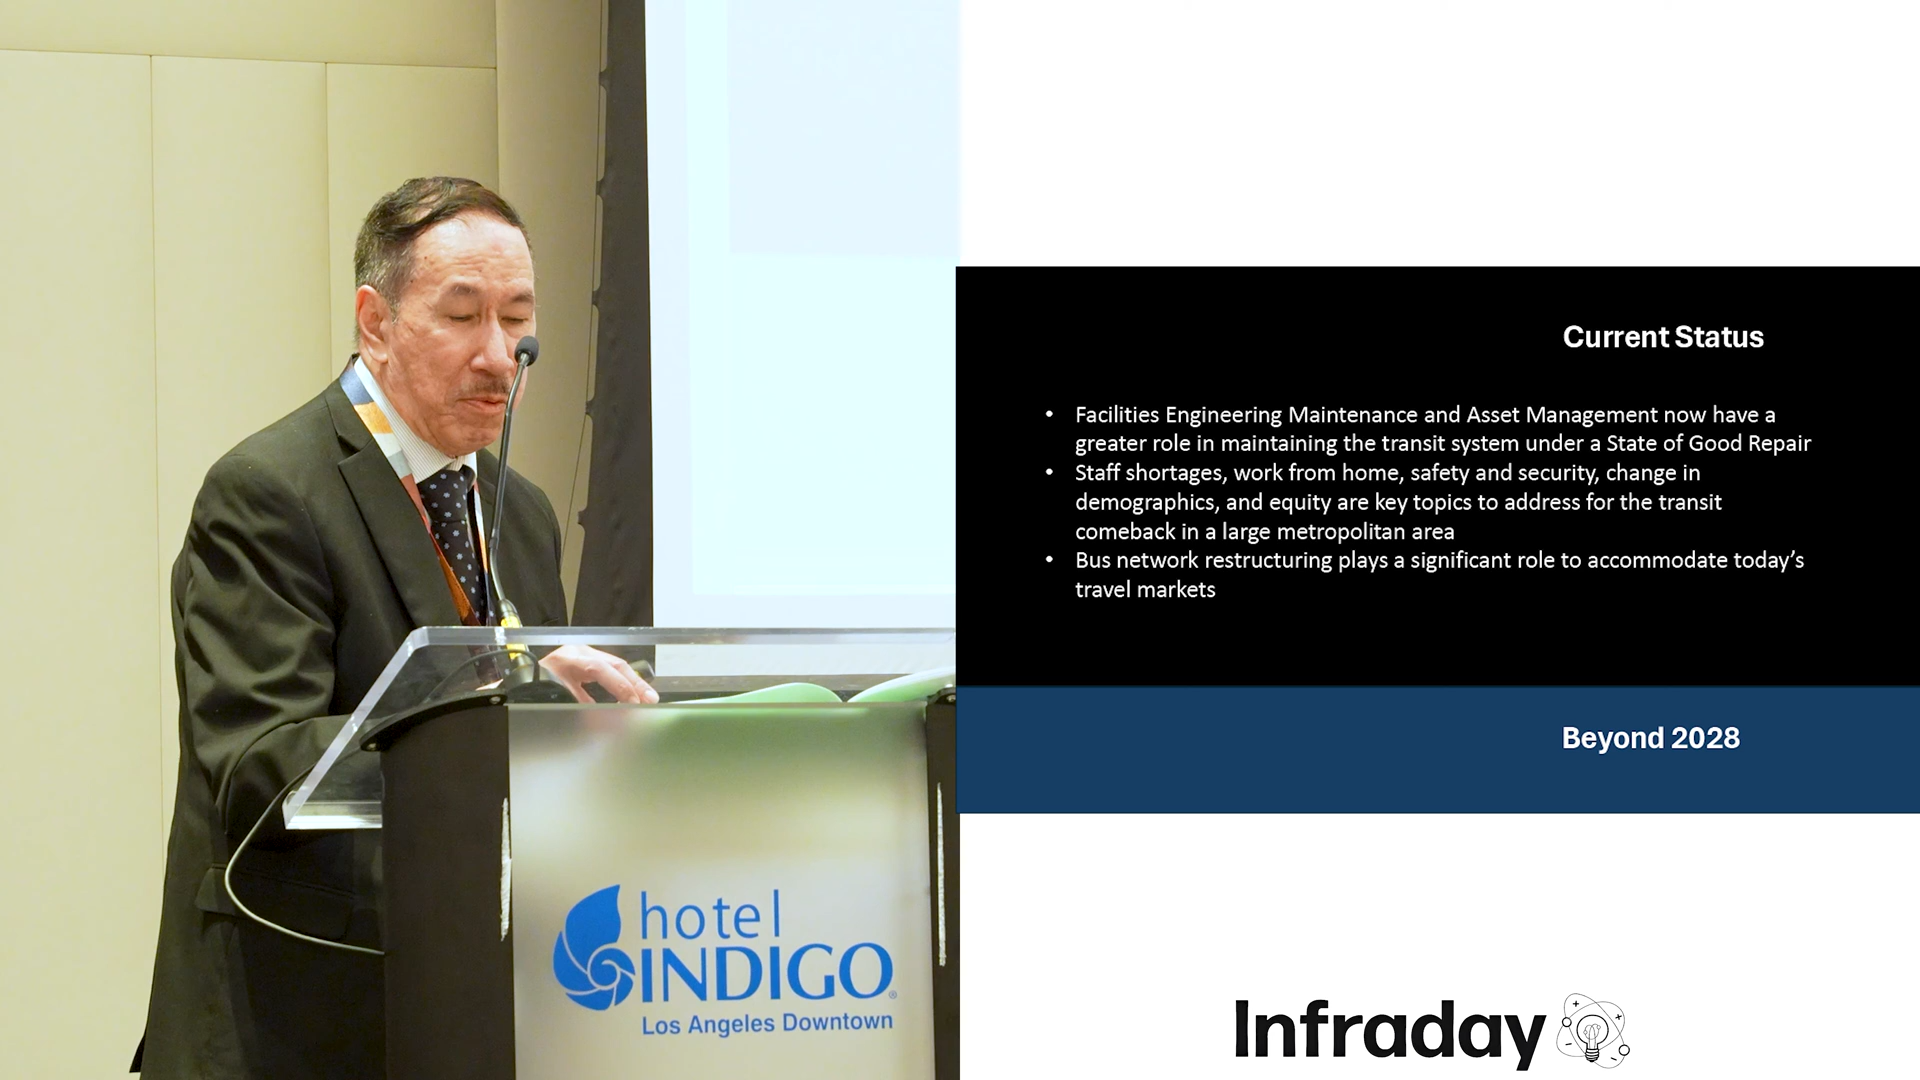 Current Status
• Facilities Engineering Maintenance and Asset Management now have a
greater role in maintaining the transit system under a State of Good Repair
• Staff shortages, work from home, safety and security, change in
demographics, and equity are key topics to address for the transit
comeback in a large metropolitan area
• Bus network restructuring plays a significant role to accommodate today’s
travel markets
Beyond 2028
hotel
INDIGO®
Los Angeles Downtown
Infraday